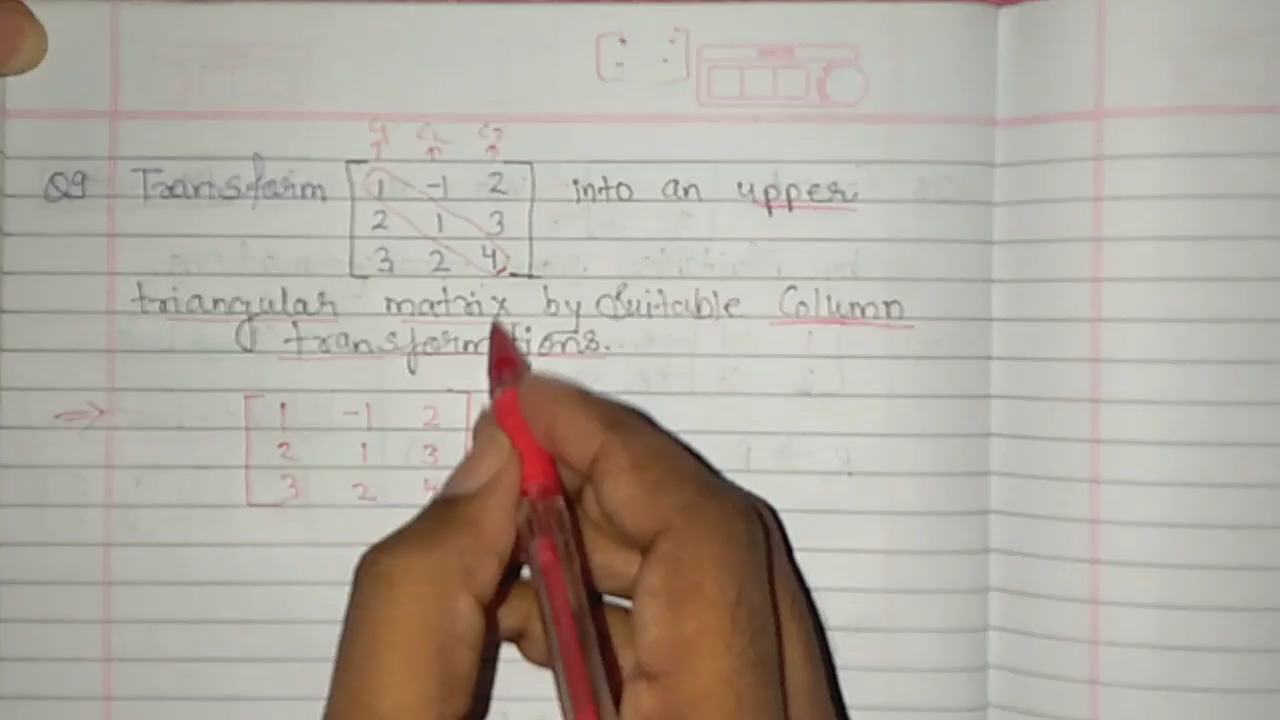 [: :]
C1 C2 C3
Q9 Transform [1 -1 2 into an upper
2 1 3
3 2 4]
triangular matrix by suitable Column
transformations.
⇒ [1 -1 2
2 1 3
3 2 4